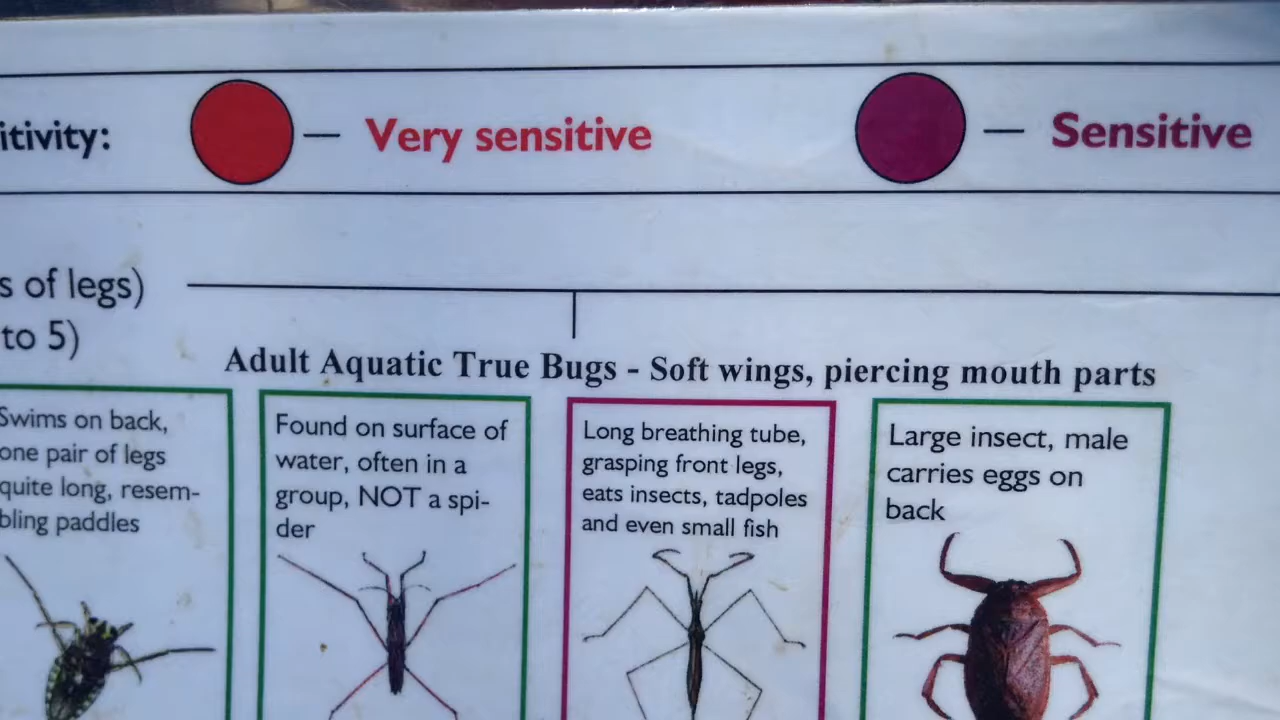 itivity:
Very sensitive
Sensitive
s of legs)
to 5)
Adult Aquatic True Bugs - Soft wings, piercing mouth parts
Swims on back,
one pair of legs
quite long, resem-
bling paddles
Found on surface of
water, often in a
group, NOT a spi-
der
Long breathing tube,
grasping front legs,
eats insects, tadpoles
and even small fish
Large insect, male
carries eggs on
back